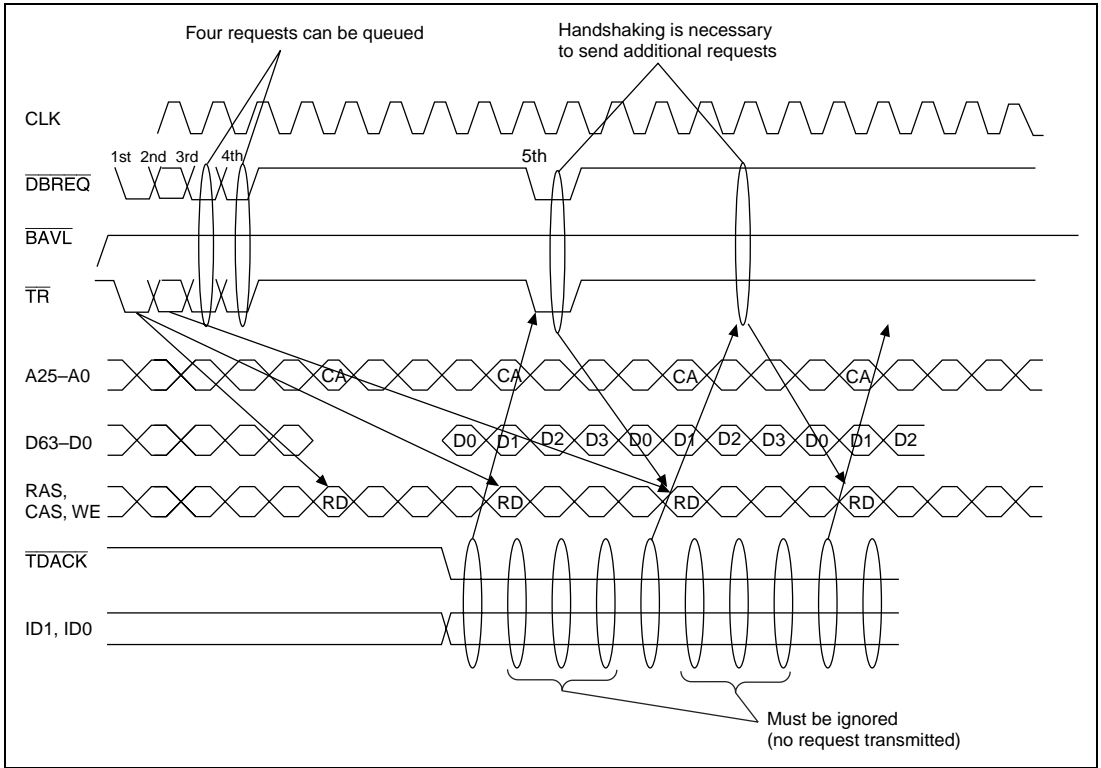 Four requests can be queued
Handshaking is necessary
to send additional requests
CLK
1st 2nd 3rd 4th 5th
DBREQ
BAVL
TR
A25–A0 CA CA CA CA
D63–D0 D0 D1 D2 D3 D0 D1 D2 D3 D0 D1 D2
RAS,
CAS, WE RD RD RD RD
TDACK
ID1, ID0
Must be ignored
(no request transmitted)